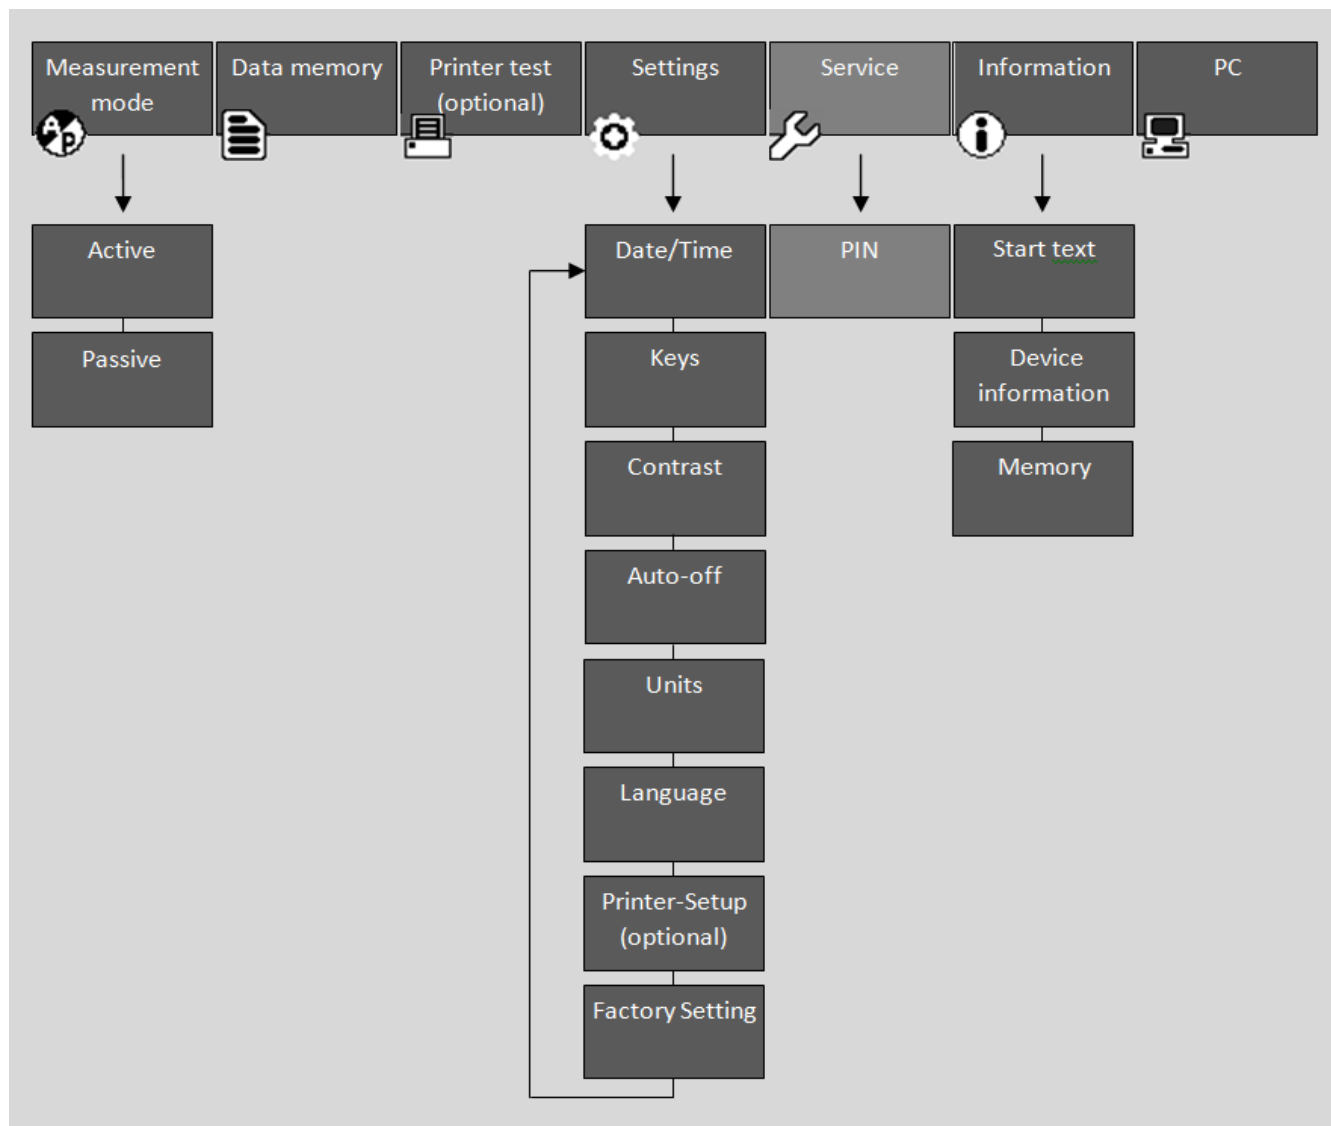 Measurement
mode
Data memory
Printer test
(optional)
Settings
Service
Information
PC
Active
Passive
Date/Time
Keys
Contrast
Auto-off
Units
Language
Printer-Setup
(optional)
Factory Setting
PIN
Start text
Device
information
Memory